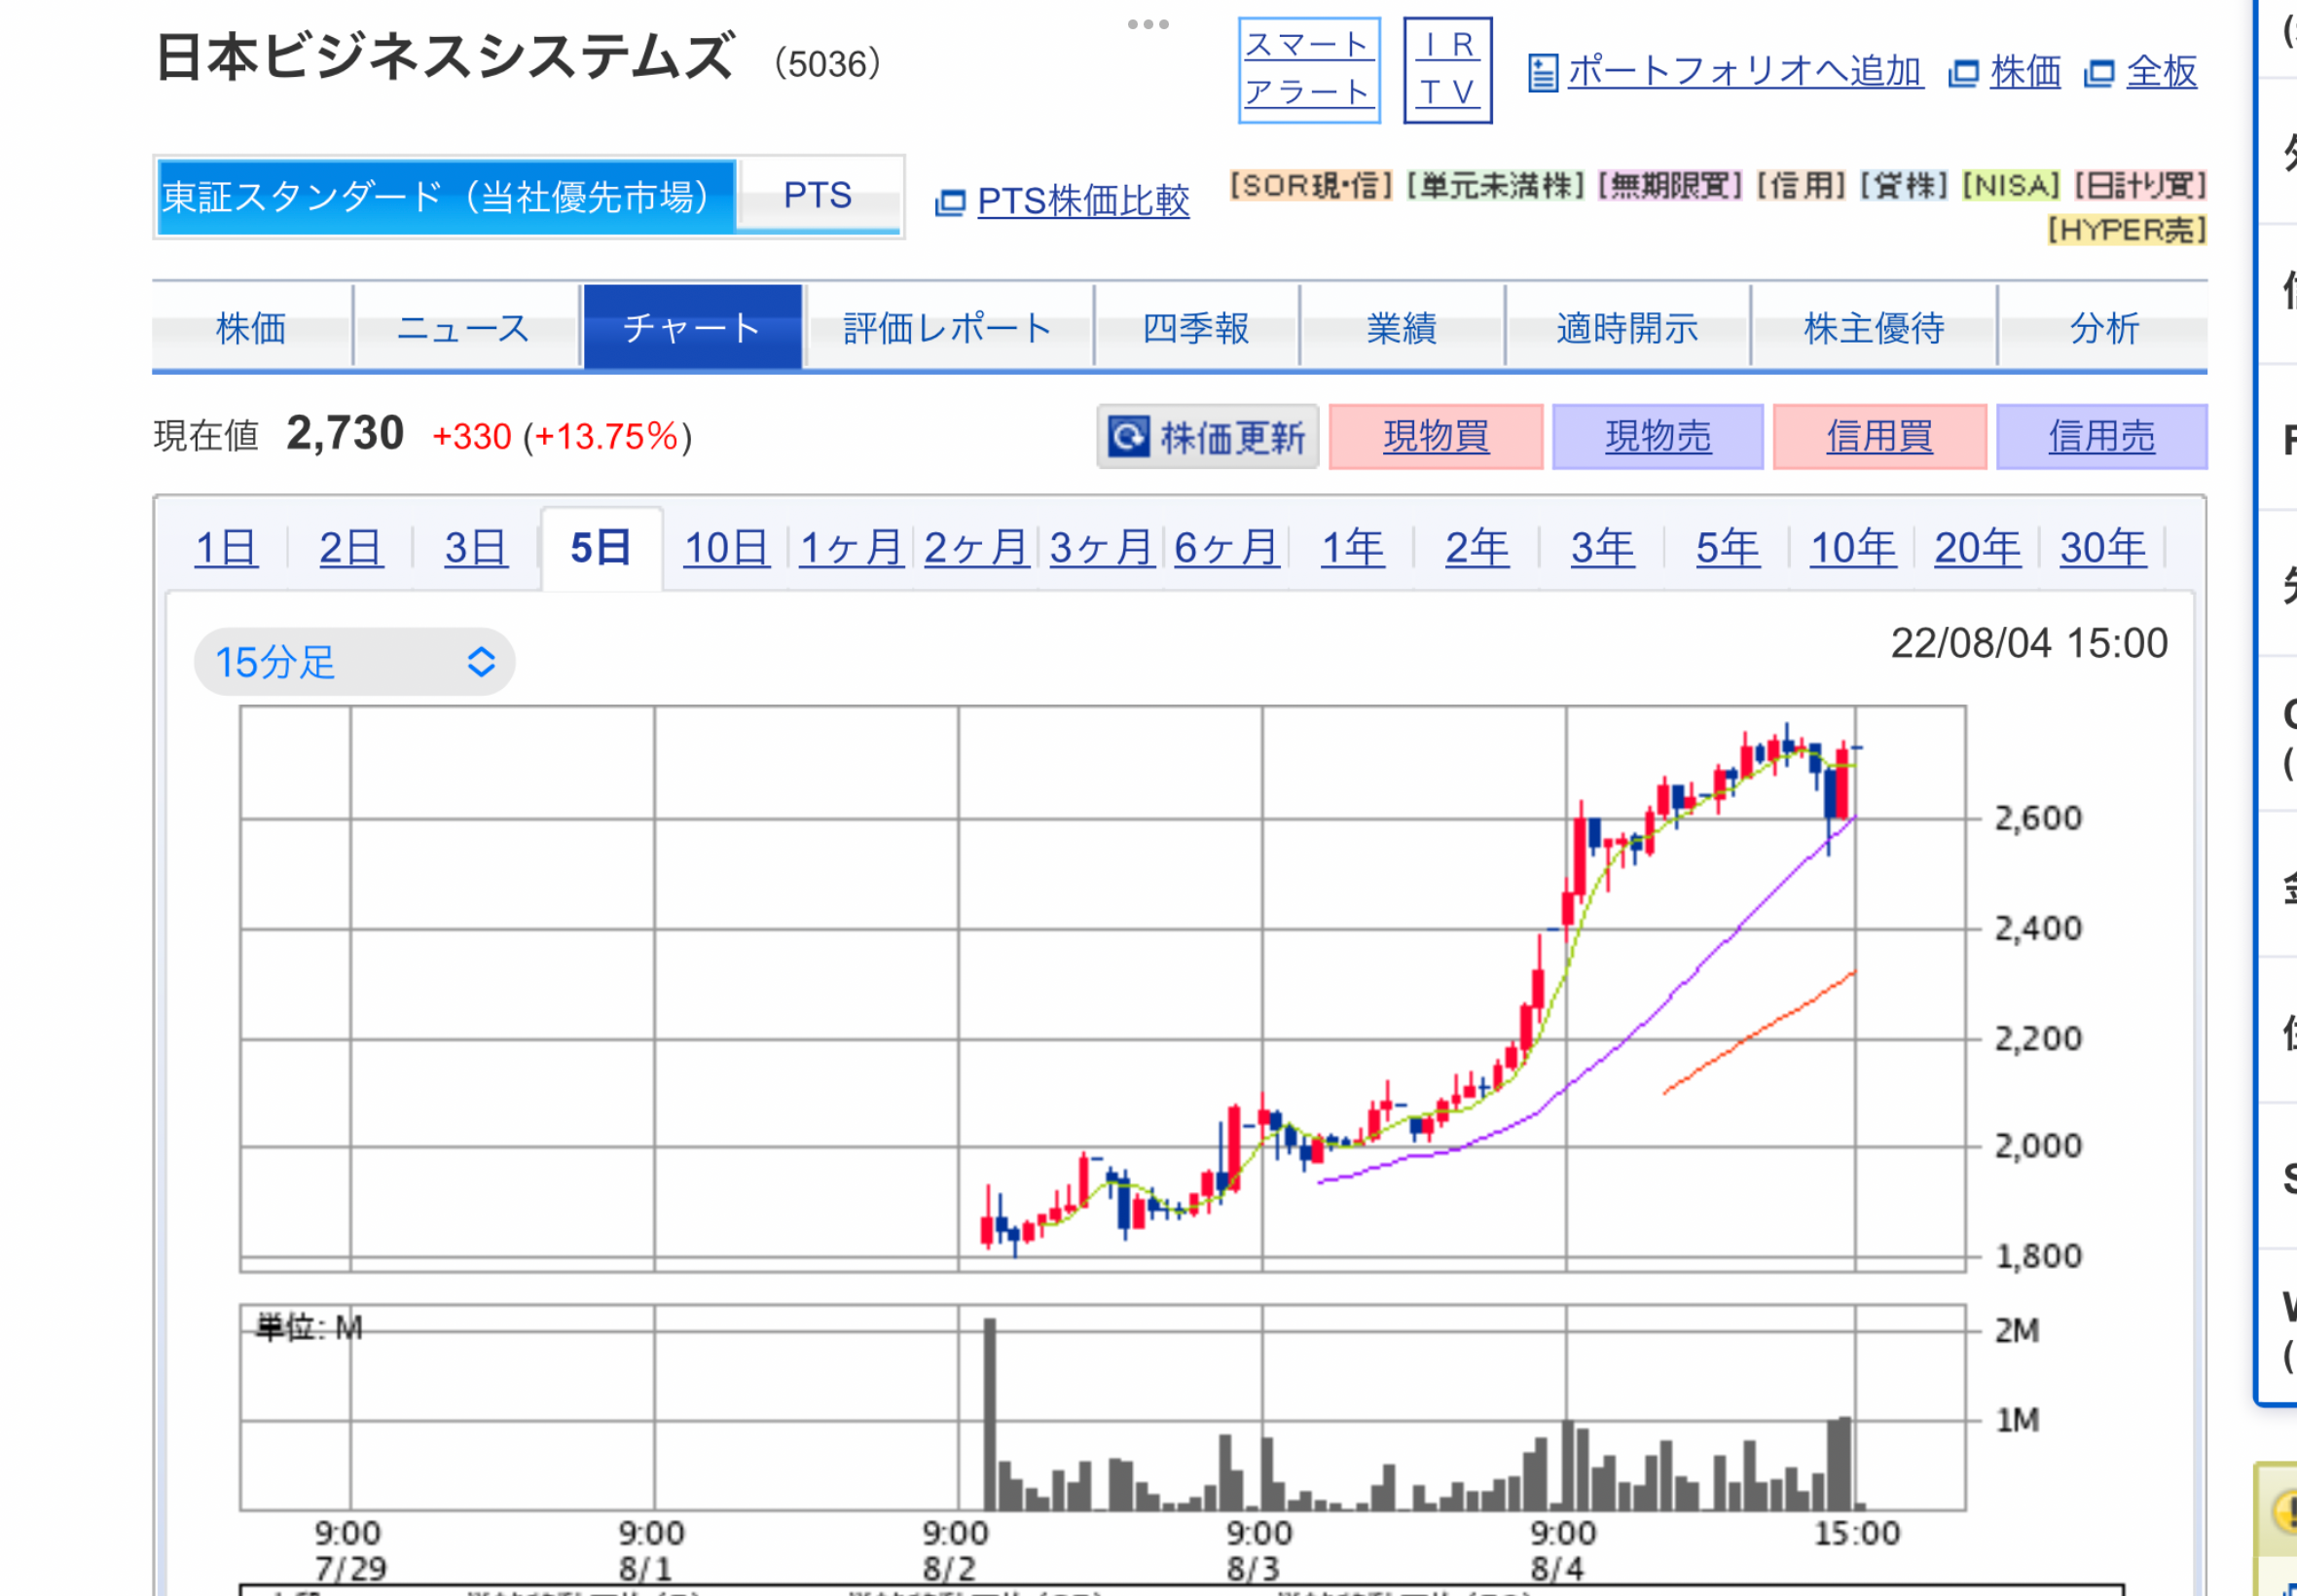 日本ビジネスシステムズ （5036）
スマート
アラート
ＩＲ
ＴＶ
ポートフォリオへ追加 株価 全板
東証スタンダード（当社優先市場） PTS
PTS株価比較
[SOR現・信] [単元未満株] [無期限買] [信用] [貸株] [NISA] [日計り買]
[HYPER売]
株価 ニュース チャート 評価レポート 四季報 業績 適時開示 株主優待 分析
現在値 2,730 +330 (+13.75%)
株価更新 現物買 現物売 信用買 信用売
1日 2日 3日 5日 10日 1ヶ月 2ヶ月 3ヶ月 6ヶ月 1年 2年 3年 5年 10年 20年 30年
15分足
22/08/04 15:00
2,600
2,400
2,200
2,000
1,800
単位: M
2M
1M
9:00 9:00 9:00 9:00 9:00 15:00
7/29 8/1 8/2 8/3 8/4